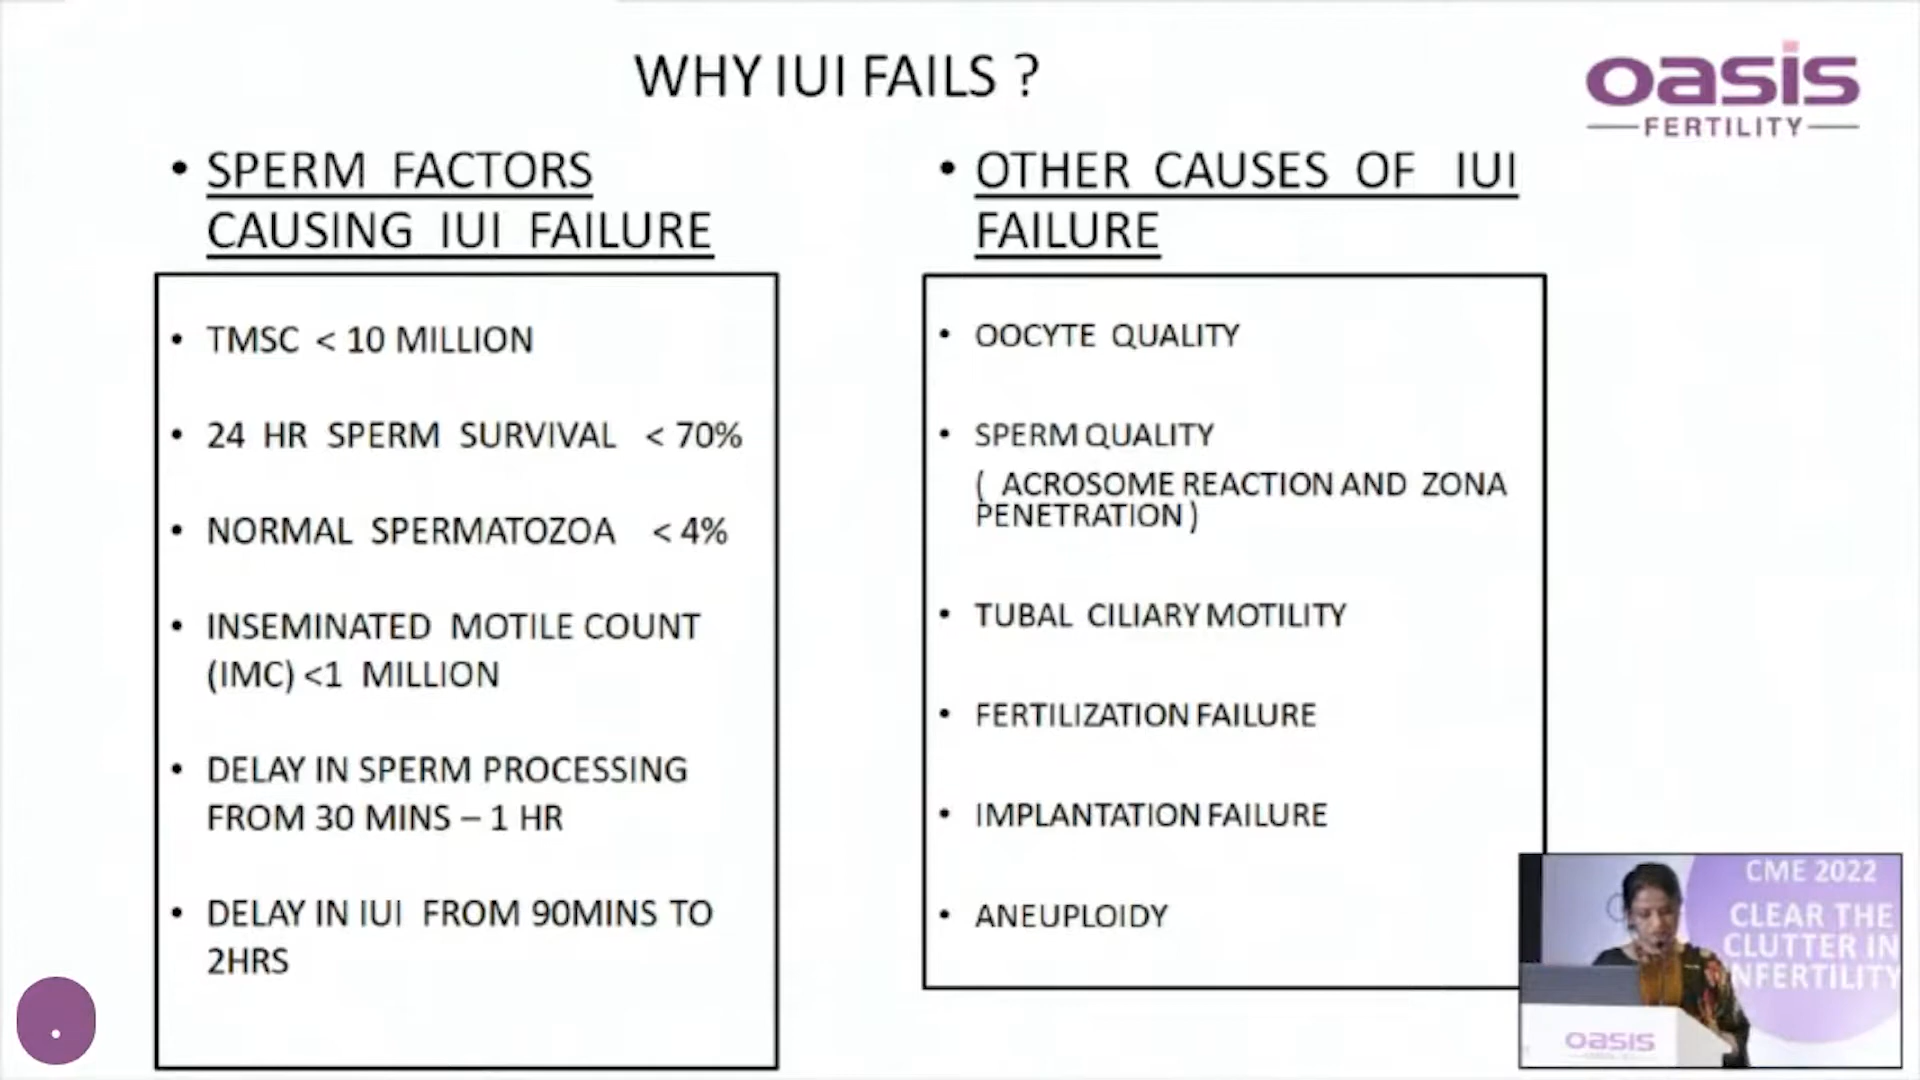 WHY IUI FAILS ?
oasis
FERTILITY
• SPERM FACTORS
CAUSING IUI FAILURE
• TMSC < 10 MILLION
• 24 HR SPERM SURVIVAL < 70%
• NORMAL SPERMATOZOA < 4%
• INSEMINATED MOTILE COUNT
(IMC) <1 MILLION
• DELAY IN SPERM PROCESSING
FROM 30 MINS – 1 HR
• DELAY IN IUI FROM 90MINS TO
2HRS
• OTHER CAUSES OF IUI
FAILURE
• OOCYTE QUALITY
• SPERM QUALITY
( ACROSOME REACTION AND ZONA
PENETRATION )
• TUBAL CILIARY MOTILITY
• FERTILIZATION FAILURE
• IMPLANTATION FAILURE
• ANEUPLOIDY
CME 2022
CLEAR THE
CLUTTER IN
NFERTILITY
oasis